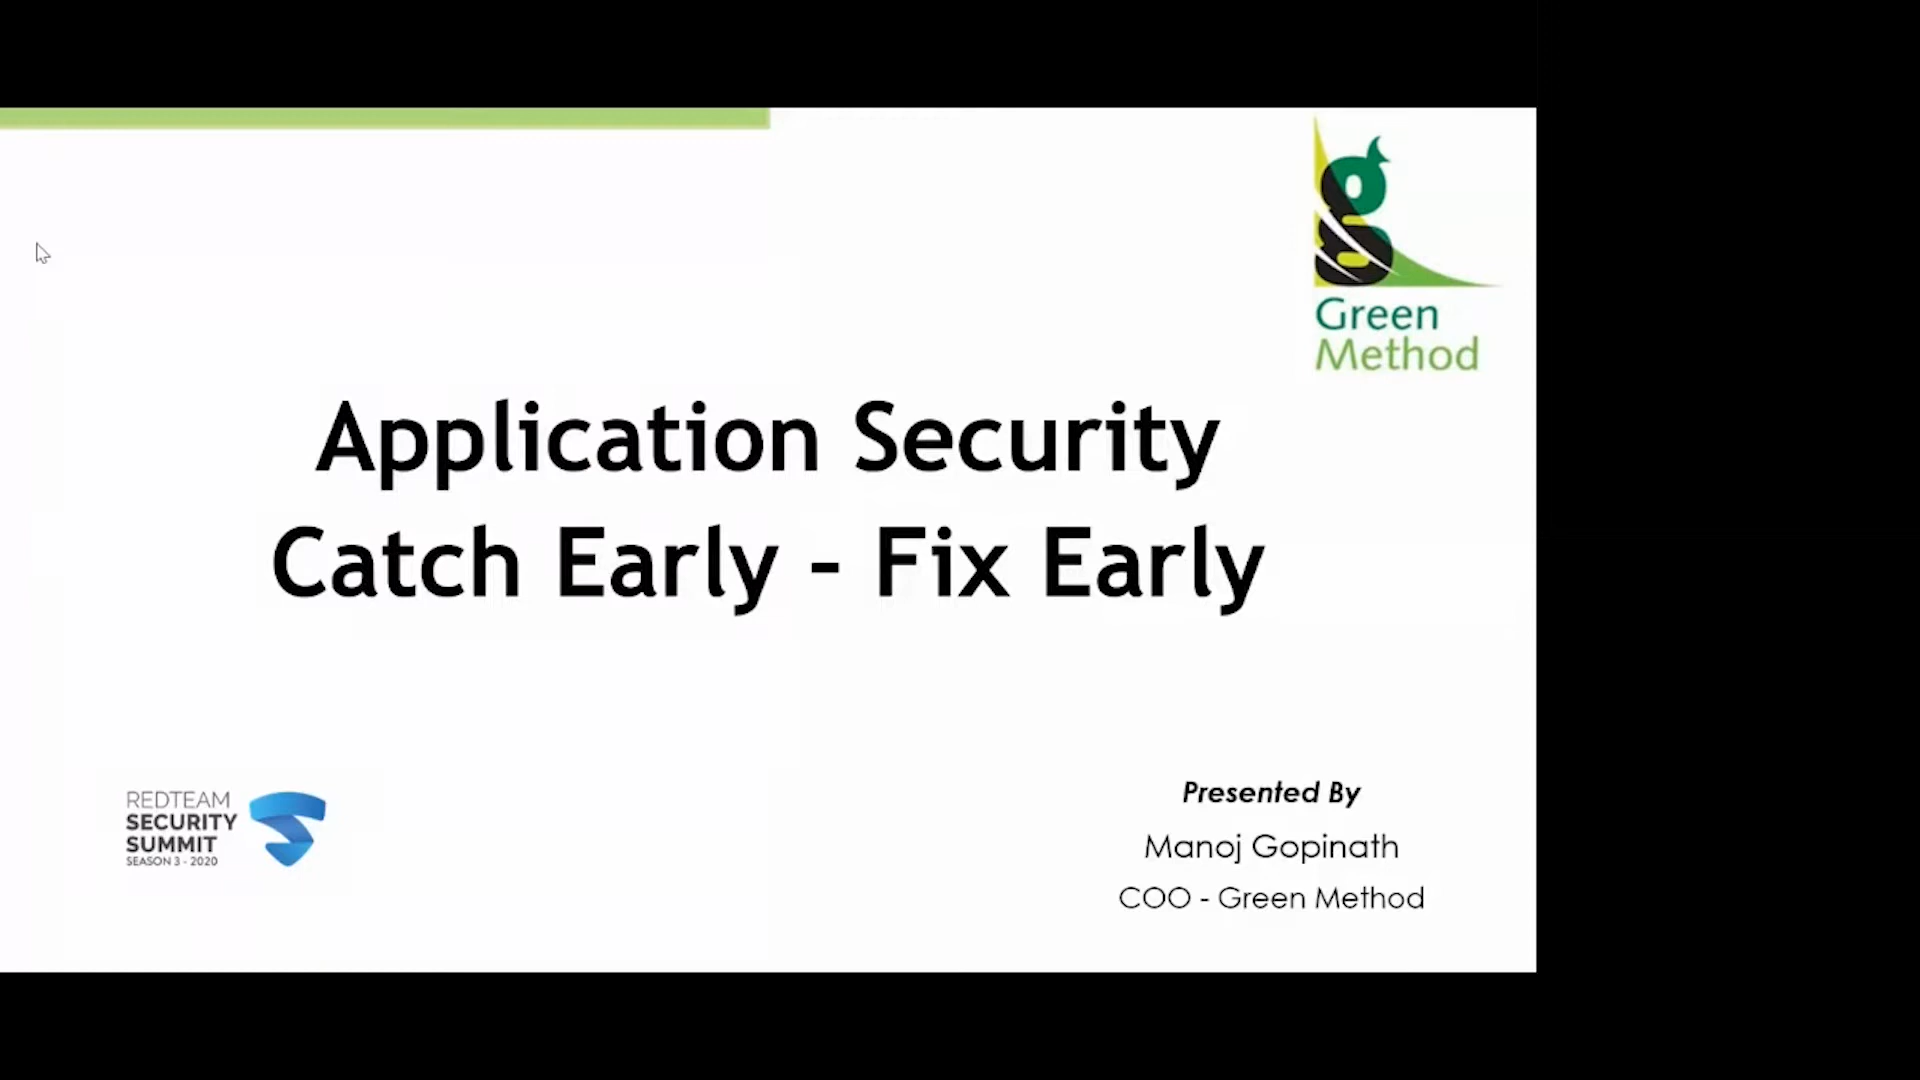 Green
Method
Application Security
Catch Early - Fix Early
REDTEAM
SECURITY
SUMMIT
SEASON 3 - 2020
Presented By
Manoj Gopinath
COO - Green Method